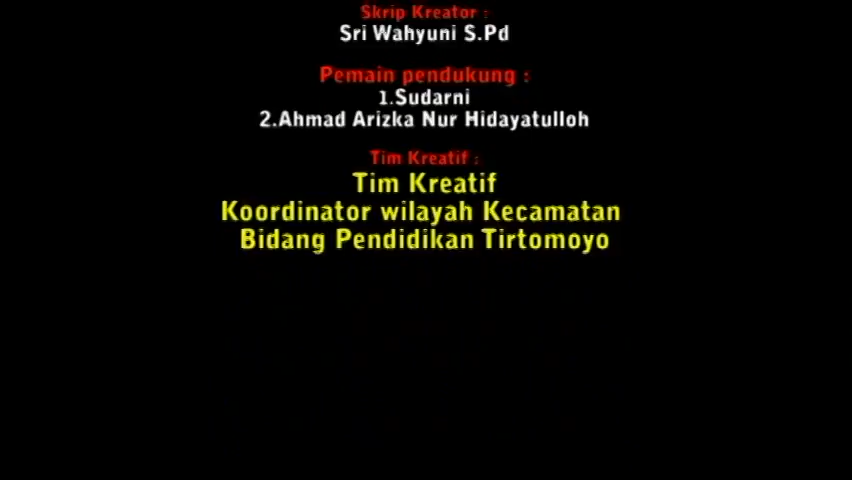 Skrip Kreator :
Sri Wahyuni S.Pd
Pemain pendukung :
1.Sudarni
2.Ahmad Arizka Nur Hidayatulloh
Tim Kreatif :
Tim Kreatif
Koordinator wilayah Kecamatan
Bidang Pendidikan Tirtomoyo